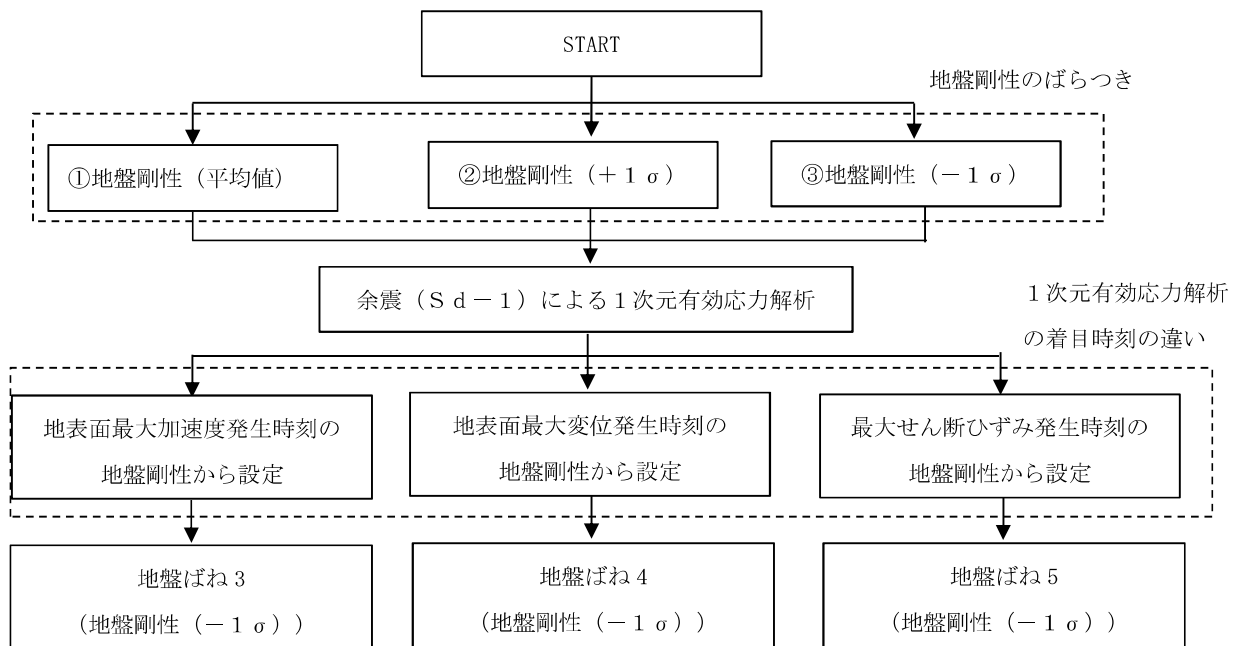 START
地盤剛性のばらつき
①地盤剛性（平均値）
②地盤剛性（＋１σ）
③地盤剛性（－１σ）
余震（Ｓｄ－１）による１次元有効応力解析
１次元有効応力解析
の着目時刻の違い
地表面最大加速度発生時刻の
地盤剛性から設定
地表面最大変位発生時刻の
地盤剛性から設定
最大せん断ひずみ発生時刻の
地盤剛性から設定
地盤ばね３
（地盤剛性（－１σ））
地盤ばね４
（地盤剛性（－１σ））
地盤ばね５
（地盤剛性（－１σ））